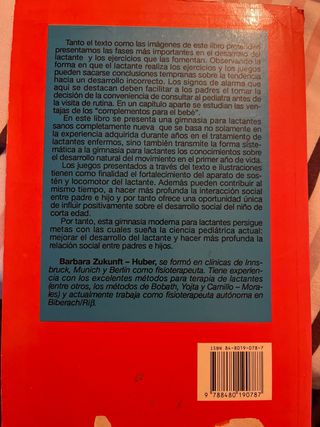 Tanto el texto como las imágenes de este libro pretenden
presentarnos las fases más importantes en el desarrollo del
lactante y los ejercicios que las fomentan. Observando la
forma en que el lactante realiza los ejercicios y los juegos
pueden sacarse conclusiones tempranas sobre la tendencia
hacia un desarrollo incorrecto. Los signos de alarma que
aquí se destacan deben facilitar a los padres el tomar la
decisión de la conveniencia de consultar al pediatra antes de
la visita de rutina. En un capítulo aparte se estudian las ven-
tajas de los "complementos para el bebé".
En este libro se presenta una gimnasia para lactantes
sanos completamente nueva que se basa no solamente en
la experiencia adquirida durante años en el tratamiento de
lactantes enfermos, sino también transmite la forma siste-
mática a la gimnasia para lactantes los conocimientos sobre
el desarrollo natural del movimiento en el primer año de vida.
Los juegos presentados a través del texto e ilustraciones
tienen como finalidad el fortalecimiento del aparato de sos-
tén y locomotor del lactante. Además pueden contribuir al
mismo tiempo, a hacer más profunda la interacción social
entre padre e hijo y por tanto ofrece una oportunidad única
de influir positivamente sobre el desarrollo social del niño de
corta edad.
Por tanto, esta gimnasia moderna para lactantes persigue
metas con las cuales sueña la ciencia pediátrica actual:
mejorar el desarrollo del lactante y hacer más profunda la
relación social entre padres e hijos.
Barbara Zukunft – Huber, se formó en clínicas de Inns-
bruck, Munich y Berlín como fisioterapeuta. Tiene experien-
cia con los excelentes métodos para terapia de lactantes
(entre otros, los métodos de Bobath, Yojta y Camillo – Mora-
les) y actualmente trabaja como fisioterapeuta autónoma en
Biberach/Riß.
ISBN 84-8019-078-7
9 788480 190787